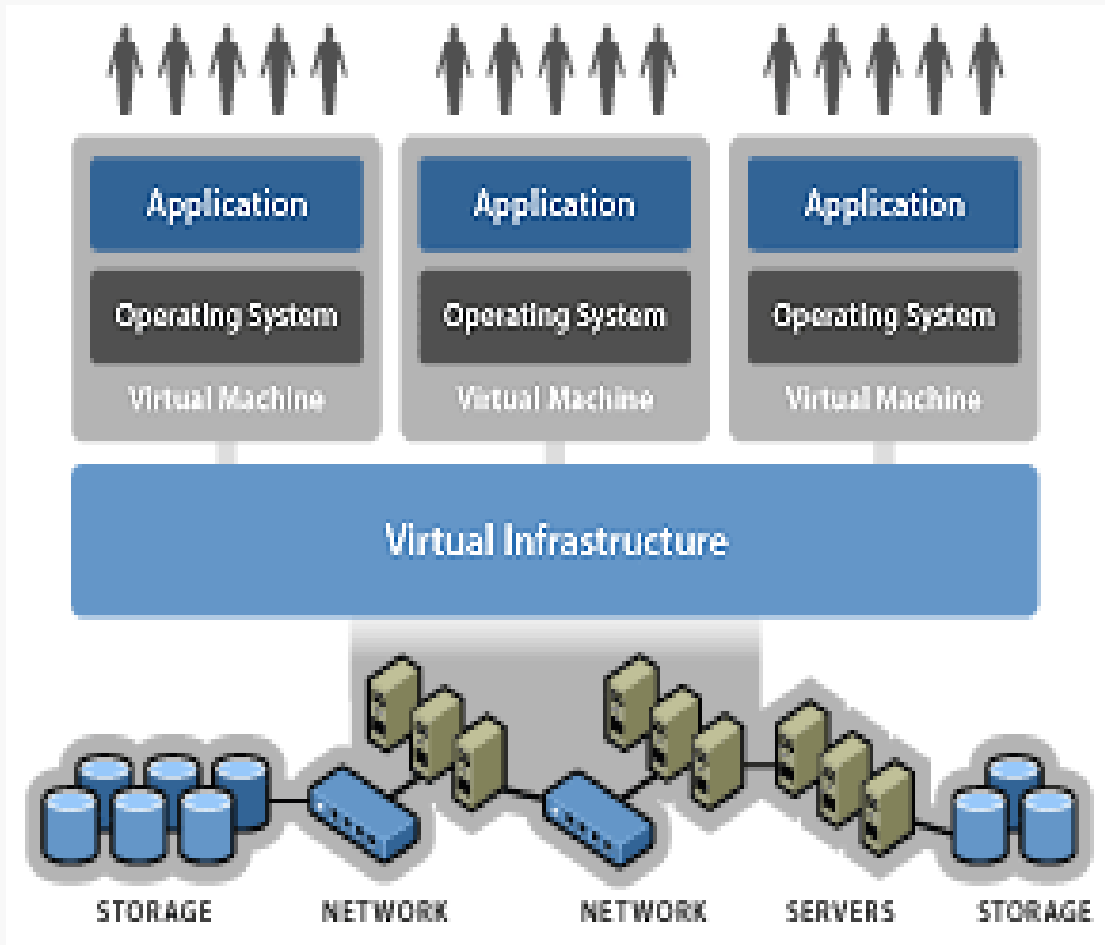 Application
Application
Application
Operating System
Operating System
Operating System
Virtual Machine
Virtual Machine
Virtual Machine
Virtual Infrastructure
STORAGE
NETWORK
NETWORK
SERVERS
STORAGE